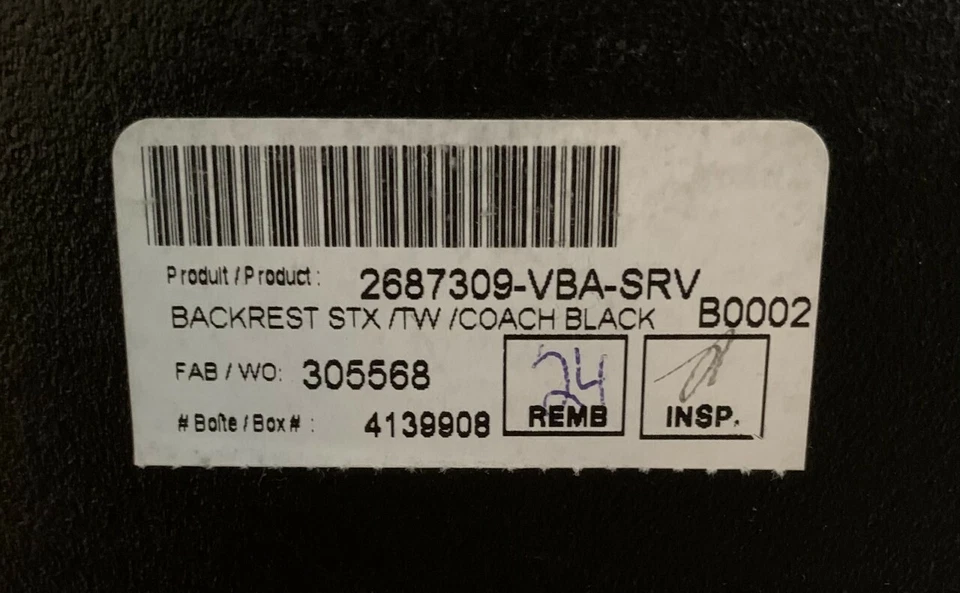 Produit / Product : 2687309-VBA-SRV
BACKREST STX /TW /COACH BLACK B0002
FAB / WO: 305568
24
# Boîte / Box # : 4139908
REMB
INSP.